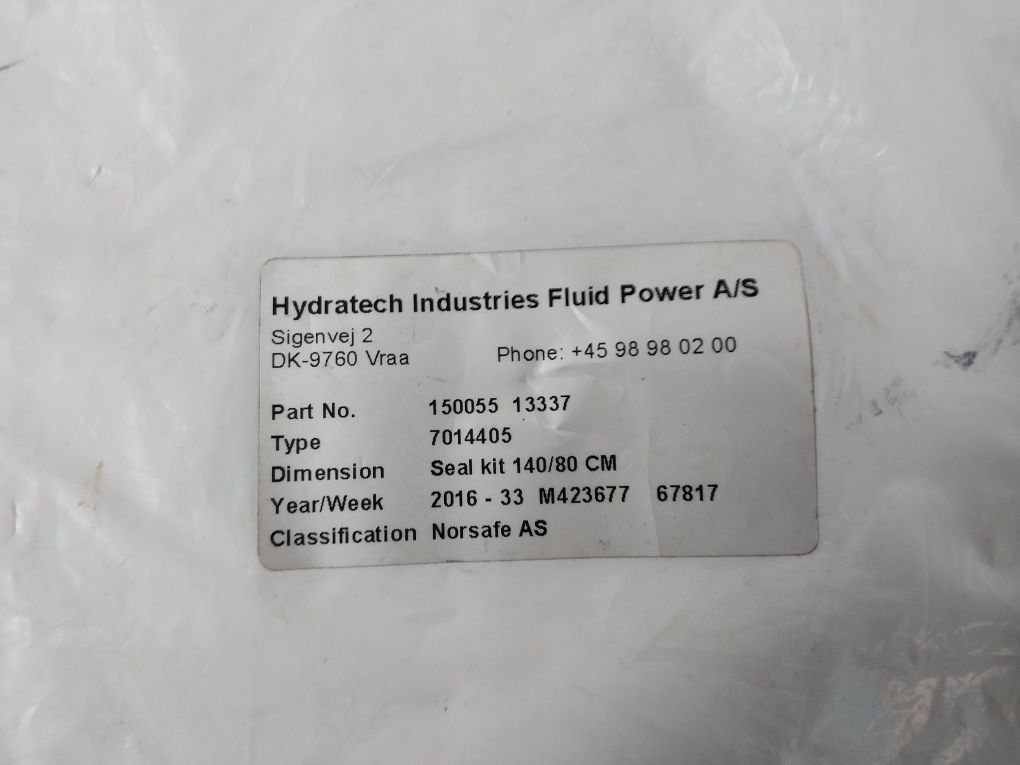 Hydratech Industries Fluid Power A/S
Sigenvej 2
DK-9760 Vraa Phone: +45 98 98 02 00
Part No. 150055 13337
Type 7014405
Dimension Seal kit 140/80 CM
Year/Week 2016 - 33 M423677 67817
Classification Norsafe AS